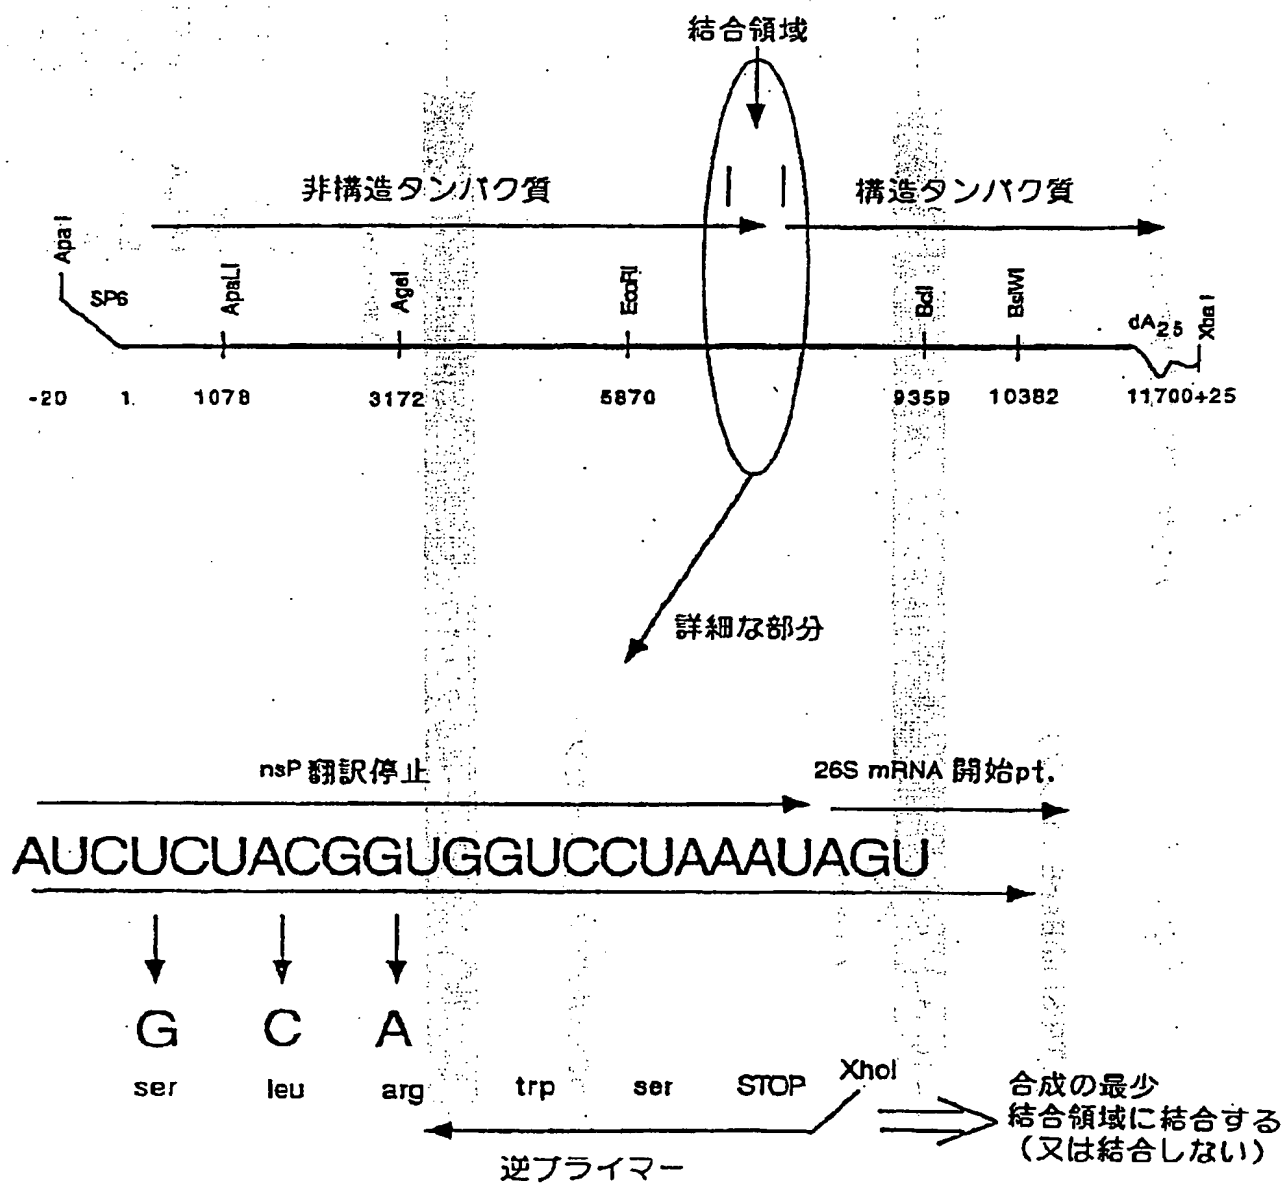 結合領域
非構造タンパク質
構造タンパク質
Apa I
SP6
ApaLI
AgeI
EcoRI
BclI
BsiWI
dA25
Xba I
-20 1. 1078 3172 5870 9359 10382 11,700+25
詳細な部分
nsP 翻訳停止
26S mRNA 開始pt.
AUCUCUACGGUGGUCCUAAAUAGU
G C A
ser leu arg trp ser STOP
XhoI
合成の最少
結合領域に結合する
(又は結合しない)
逆プライマー